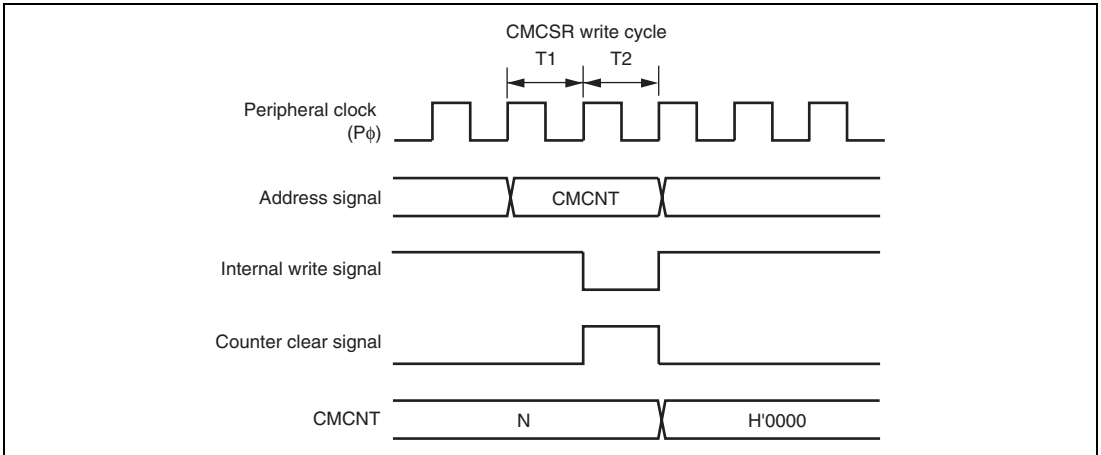 CMCSR write cycle
T1 T2
Peripheral clock
(Pϕ)
Address signal CMCNT
Internal write signal
Counter clear signal
CMCNT N H'0000